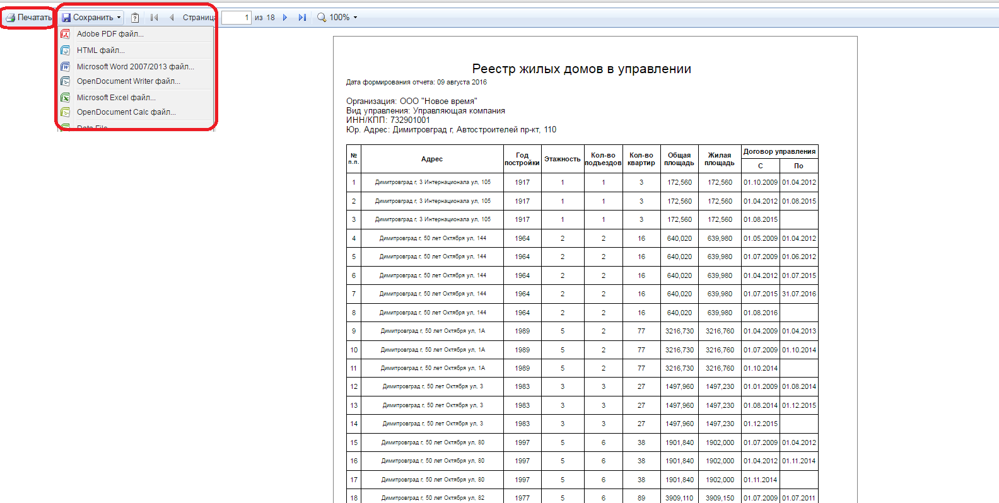 Печатать Сохранить Страница 1 из 18 100%
Adobe PDF файл...
HTML файл...
Microsoft Word 2007/2013 файл...
OpenDocument Writer файл...
Microsoft Excel файл...
OpenDocument Calc файл...
Data File
Реестр жилых домов в управлении
Дата формирования отчета: 09 августа 2016
Организация: ООО "Новое время"
Вид управления: Управляющая компания
ИНН/КПП: 732901001
Юр. Адрес: Димитровград г, Автостроителей пр-кт, 110
№ п.п. Адрес Год постройки Этажность Кол-во подъездов Кол-во квартир Общая площадь Жилая площадь Договор управления
С По
1 Димитровград г, 3 Интернационала ул, 105 1917 1 1 3 172,560 172,560 01.10.2009 01.04.2012
2 Димитровград г, 3 Интернационала ул, 105 1917 1 1 3 172,560 172,560 01.04.2012 01.08.2015
3 Димитровград г, 3 Интернационала ул, 105 1917 1 1 3 172,560 172,560 01.08.2015
4 Димитровград г, 50 лет Октября ул, 144 1964 2 2 16 640,020 639,980 01.05.2009 01.04.2012
5 Димитровград г, 50 лет Октября ул, 144 1964 2 2 16 640,020 639,980 01.07.2009 01.06.2012
6 Димитровград г, 50 лет Октября ул, 144 1964 2 2 16 640,020 639,980 01.04.2012 01.07.2015
7 Димитровград г, 50 лет Октября ул, 144 1964 2 2 16 640,020 639,980 01.07.2015 31.07.2016
8 Димитровград г, 50 лет Октября ул, 144 1964 2 2 16 640,020 639,980 01.08.2016
9 Димитровград г, 50 лет Октября ул, 1А 1989 5 2 77 3216,730 3216,760 01.04.2009 01.04.2013
10 Димитровград г, 50 лет Октября ул, 1А 1989 5 2 77 3216,730 3216,760 01.07.2009 01.10.2014
11 Димитровград г, 50 лет Октября ул, 1А 1989 5 2 77 3216,730 3216,760 01.10.2014
12 Димитровград г, 50 лет Октября ул, 3 1983 3 3 27 1497,960 1497,230 01.01.2009 01.08.2014
13 Димитровград г, 50 лет Октября ул, 3 1983 3 3 27 1497,960 1497,230 01.08.2014 01.12.2015
14 Димитровград г, 50 лет Октября ул, 3 1983 3 3 27 1497,960 1497,230 01.12.2015
15 Димитровград г, 50 лет Октября ул, 80 1997 5 6 38 1901,840 1902,000 01.07.2009 01.04.2012
16 Димитровград г, 50 лет Октября ул, 80 1997 5 6 38 1901,840 1902,000 01.04.2012 01.11.2014
17 Димитровград г, 50 лет Октября ул, 80 1997 5 6 38 1901,840 1902,000 01.11.2014
18 Димитровград г, 50 лет Октября ул, 82 1977 5 6 89 3909,110 3909,150 01.07.2009 01.07.2011